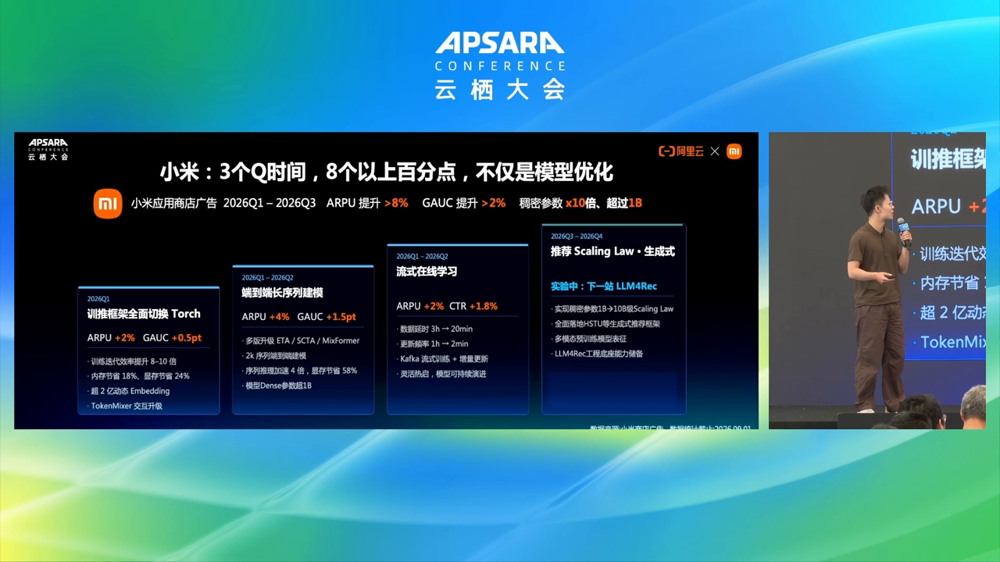 APSARA
CONFERENCE
云栖大会
APSARA
CONFERENCE
云栖大会
阿里云
小米：3个Q时间，8个以上百分点，不仅是模型优化
小米应用商店广告 2026Q1 – 2026Q3 ARPU 提升 >8% GAUC 提升 >2% 稠密参数 x10倍、超过1B
2026Q1
训推框架全面切换 Torch
ARPU +2% GAUC +0.5pt
· 训练迭代效率提升 8–10 倍
· 内存节省 18%、显存节省 24%
· 超 2 亿动态 Embedding
· TokenMixer 交互升级
2026Q1 – 2026Q2
端到端长序列建模
ARPU +4% GAUC +1.5pt
· 多版升级 ETA / SCTA / MixFormer
· 2k 序列端到端建模
· 序列推理加速 4 倍，显存节省 58%
· 模型Dense参数超1B
2026Q1 – 2026Q2
流式在线学习
ARPU +2% CTR +1.8%
· 数据延时 3h → 20min
· 更新频率 1h → 2min
· Kafka 流式训练 + 增量更新
· 灵活热启，模型可持续演进
2026Q3 – 2026Q4
推荐 Scaling Law · 生成式
实验中：下一站 LLM4Rec
· 实现稠密参数1B→10B级Scaling Law
· 全面落地HSTU等生成式推荐框架
· 多模态预训练模型表征
· LLM4Rec工程底座能力储备
数据来源:小米商店广告，数据统计截止:2026.09.01
训推框架
ARPU +2
· 训练迭代效
· 内存节省
· 超 2 亿动
· TokenMix